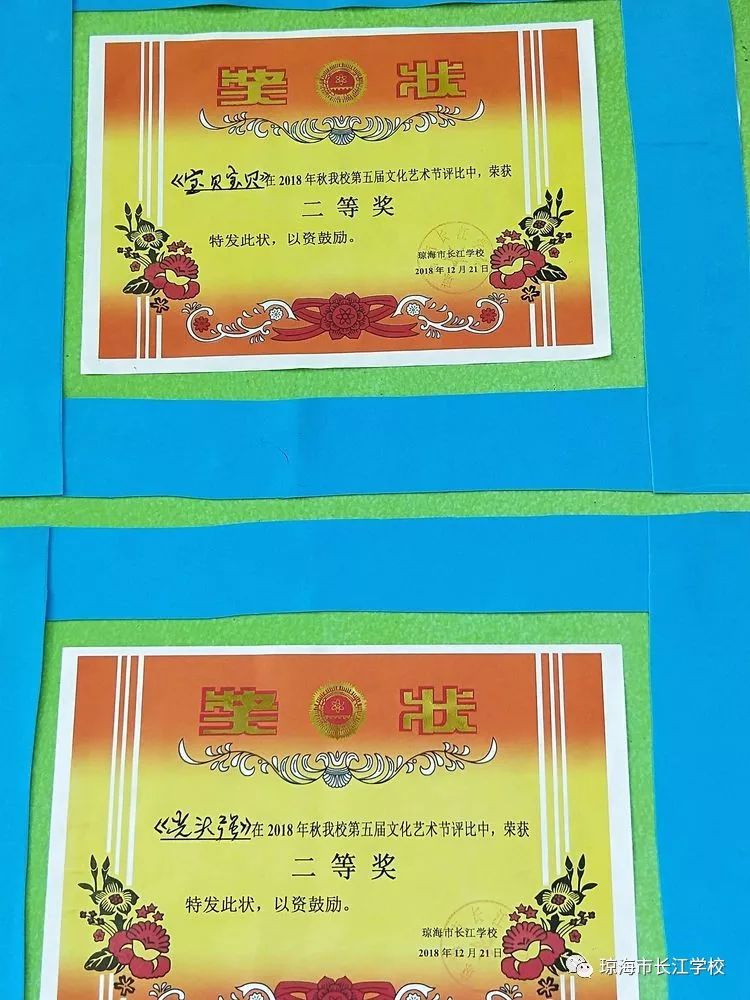 奖 状
《宝贝宝贝》在2018年秋我校第五届文化艺术节评比中，荣获
二等奖
特发此状，以资鼓励。
琼海市长江学校
2018年12月21日
奖 状
《光头强》在2018年秋我校第五届文化艺术节评比中，荣获
二等奖
特发此状，以资鼓励。
琼海市长江学校
2018年12月21日
琼海市长江学校